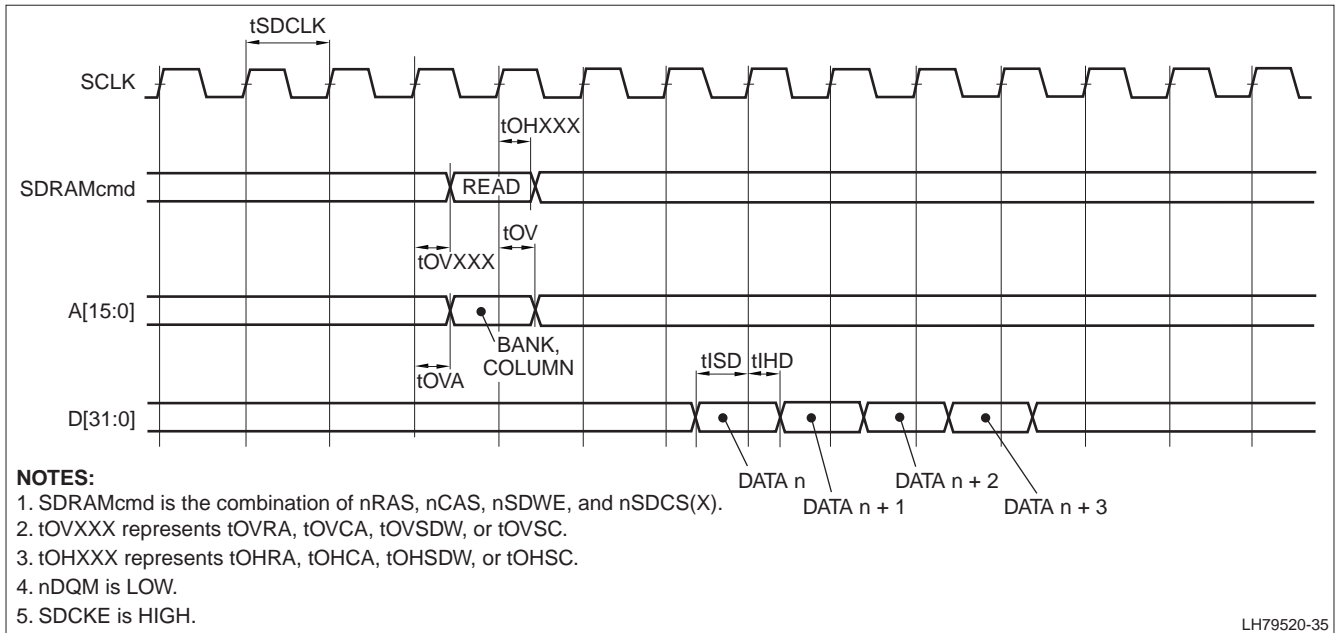 tSDCLK
SCLK
tOHXXX
SDRAMcmd
READ
tOVXXX
tOV
A[15:0]
BANK,
COLUMN
tOVA
tISD
tIHD
D[31:0]
DATA n
DATA n + 1
DATA n + 2
DATA n + 3
NOTES:
1. SDRAMcmd is the combination of nRAS, nCAS, nSDWE, and nSDCS(X).
2. tOVXXX represents tOVRA, tOVCA, tOVSDW, or tOVSC.
3. tOHXXX represents tOHRA, tOHCA, tOHSDW, or tOHSC.
4. nDQM is LOW.
5. SDCKE is HIGH.
LH79520-35